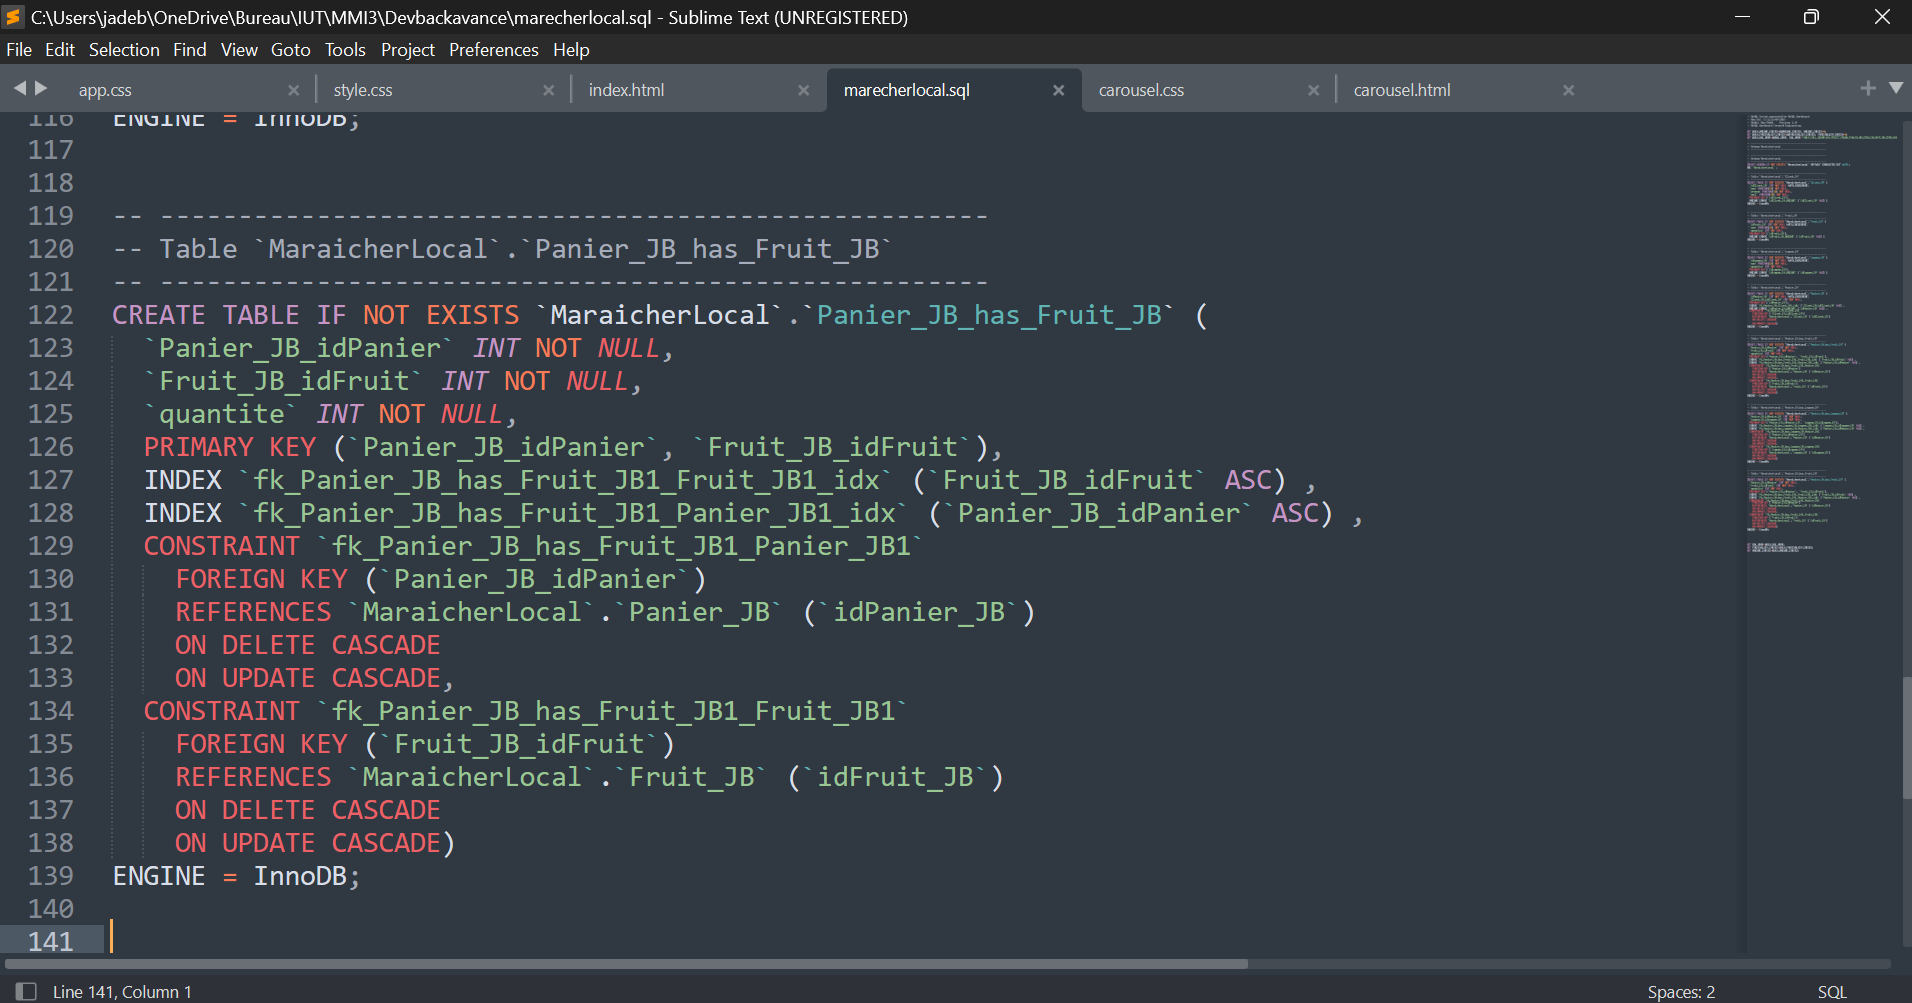 C:\Users\jadeb\OneDrive\Bureau\IUT\MMI3\Devbackavance\marecherlocal.sql - Sublime Text (UNREGISTERED)
File Edit Selection Find View Goto Tools Project Preferences Help
app.css style.css index.html marecherlocal.sql carousel.css carousel.html
116 ENGINE = InnoDB;
117
118
119 -- -----------------------------------------------------
120 -- Table `MaraicherLocal`.`Panier_JB_has_Fruit_JB`
121 -- -----------------------------------------------------
122 CREATE TABLE IF NOT EXISTS `MaraicherLocal`.`Panier_JB_has_Fruit_JB` (
123 `Panier_JB_idPanier` INT NOT NULL,
124 `Fruit_JB_idFruit` INT NOT NULL,
125 `quantite` INT NOT NULL,
126 PRIMARY KEY (`Panier_JB_idPanier`, `Fruit_JB_idFruit`),
127 INDEX `fk_Panier_JB_has_Fruit_JB1_Fruit_JB1_idx` (`Fruit_JB_idFruit` ASC) ,
128 INDEX `fk_Panier_JB_has_Fruit_JB1_Panier_JB1_idx` (`Panier_JB_idPanier` ASC) ,
129 CONSTRAINT `fk_Panier_JB_has_Fruit_JB1_Panier_JB1`
130 FOREIGN KEY (`Panier_JB_idPanier`)
131 REFERENCES `MaraicherLocal`.`Panier_JB` (`idPanier_JB`)
132 ON DELETE CASCADE
133 ON UPDATE CASCADE,
134 CONSTRAINT `fk_Panier_JB_has_Fruit_JB1_Fruit_JB1`
135 FOREIGN KEY (`Fruit_JB_idFruit`)
136 REFERENCES `MaraicherLocal`.`Fruit_JB` (`idFruit_JB`)
137 ON DELETE CASCADE
138 ON UPDATE CASCADE)
139 ENGINE = InnoDB;
140
141
Line 141, Column 1 Spaces: 2 SQL